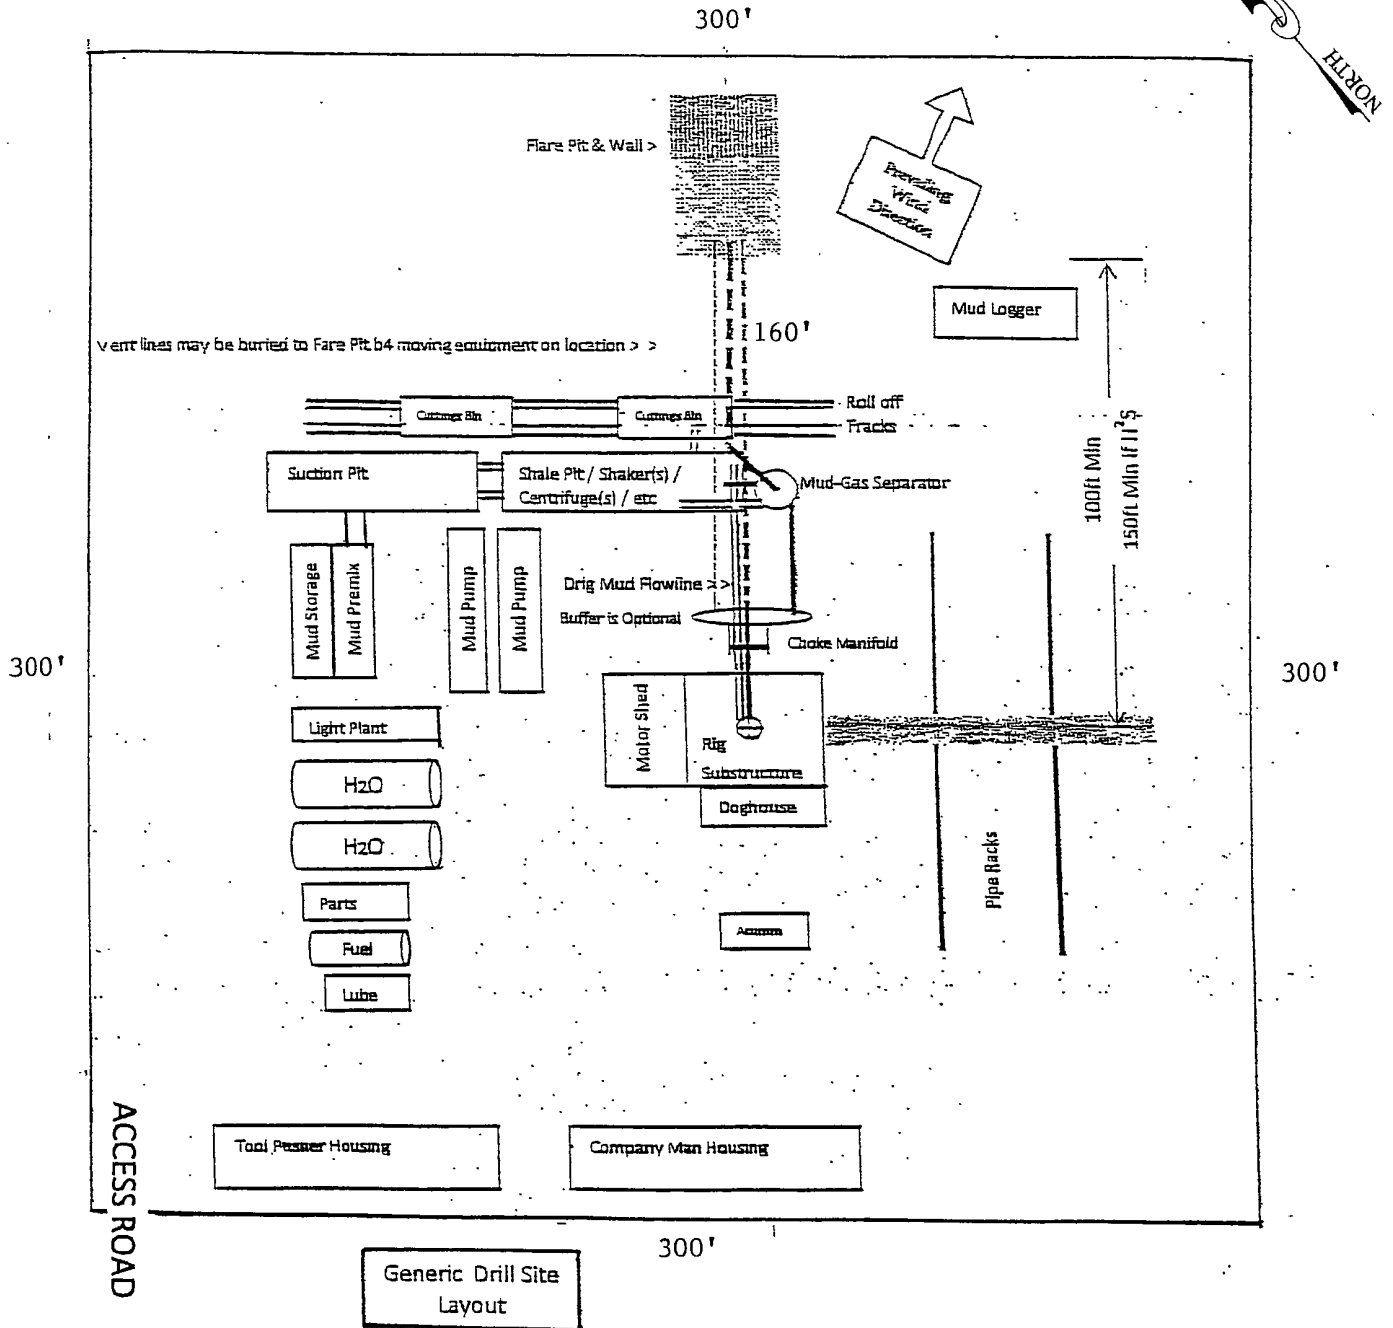 300'
NORTH
Flare Pit & Wall >
Prevailing
Wind
Direction
Mud Logger
160'
Vent lines may be burried to Fare Pit b4 moving equipment on location > >
Cuttings Bin
Cuttings Bin
Roll off
Tracks
100ft Min
150ft Min If H2S
Suction Pit
Shale Pit / Shaker(s) /
Centrifuge(s) / etc
Mud-Gas Separator
Mud Storage
Mud Premix
Mud Pump
Mud Pump
Drlg Mud Flowline > >
Buffer is Optional
Choke Manifold
300'
300'
Motor Shed
Rig
Substructure
Light Plant
Doghouse
H2O
H2O
Pipe Racks
Parts
Accum
Fuel
Lube
ACCESS ROAD
Tool Pusher Housing
Company Man Housing
300'
Generic Drill Site
Layout